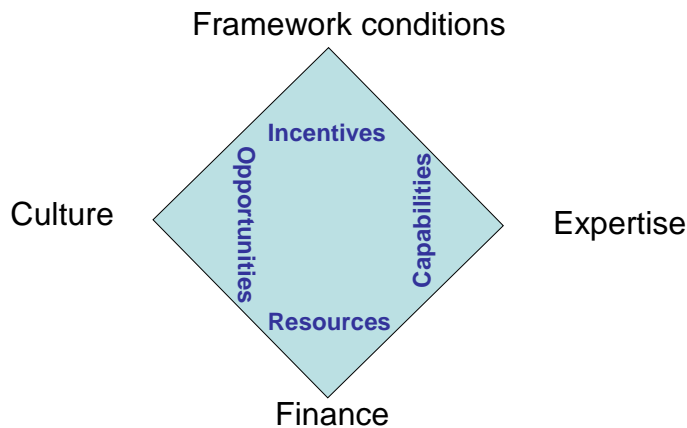 Framework conditions
Incentives
Opportunities
Capabilities
Culture
Expertise
Resources
Finance